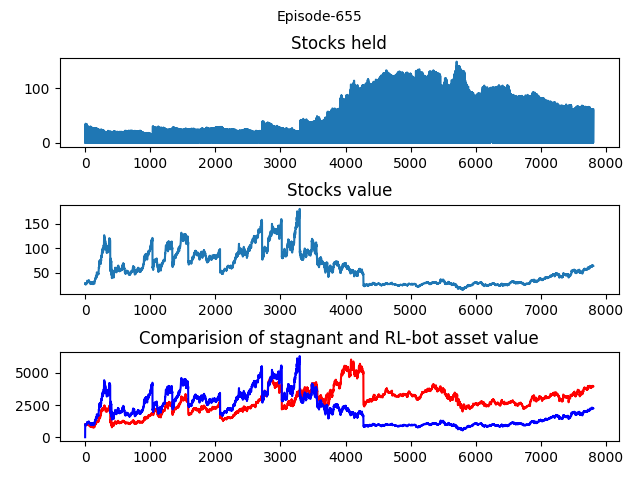 Episode-655
Stocks held
100
0
0 1000 2000 3000 4000 5000 6000 7000 8000
Stocks value
150
100
50
0 1000 2000 3000 4000 5000 6000 7000 8000
Comparision of stagnant and RL-bot asset value
5000
2500
0
0 1000 2000 3000 4000 5000 6000 7000 8000